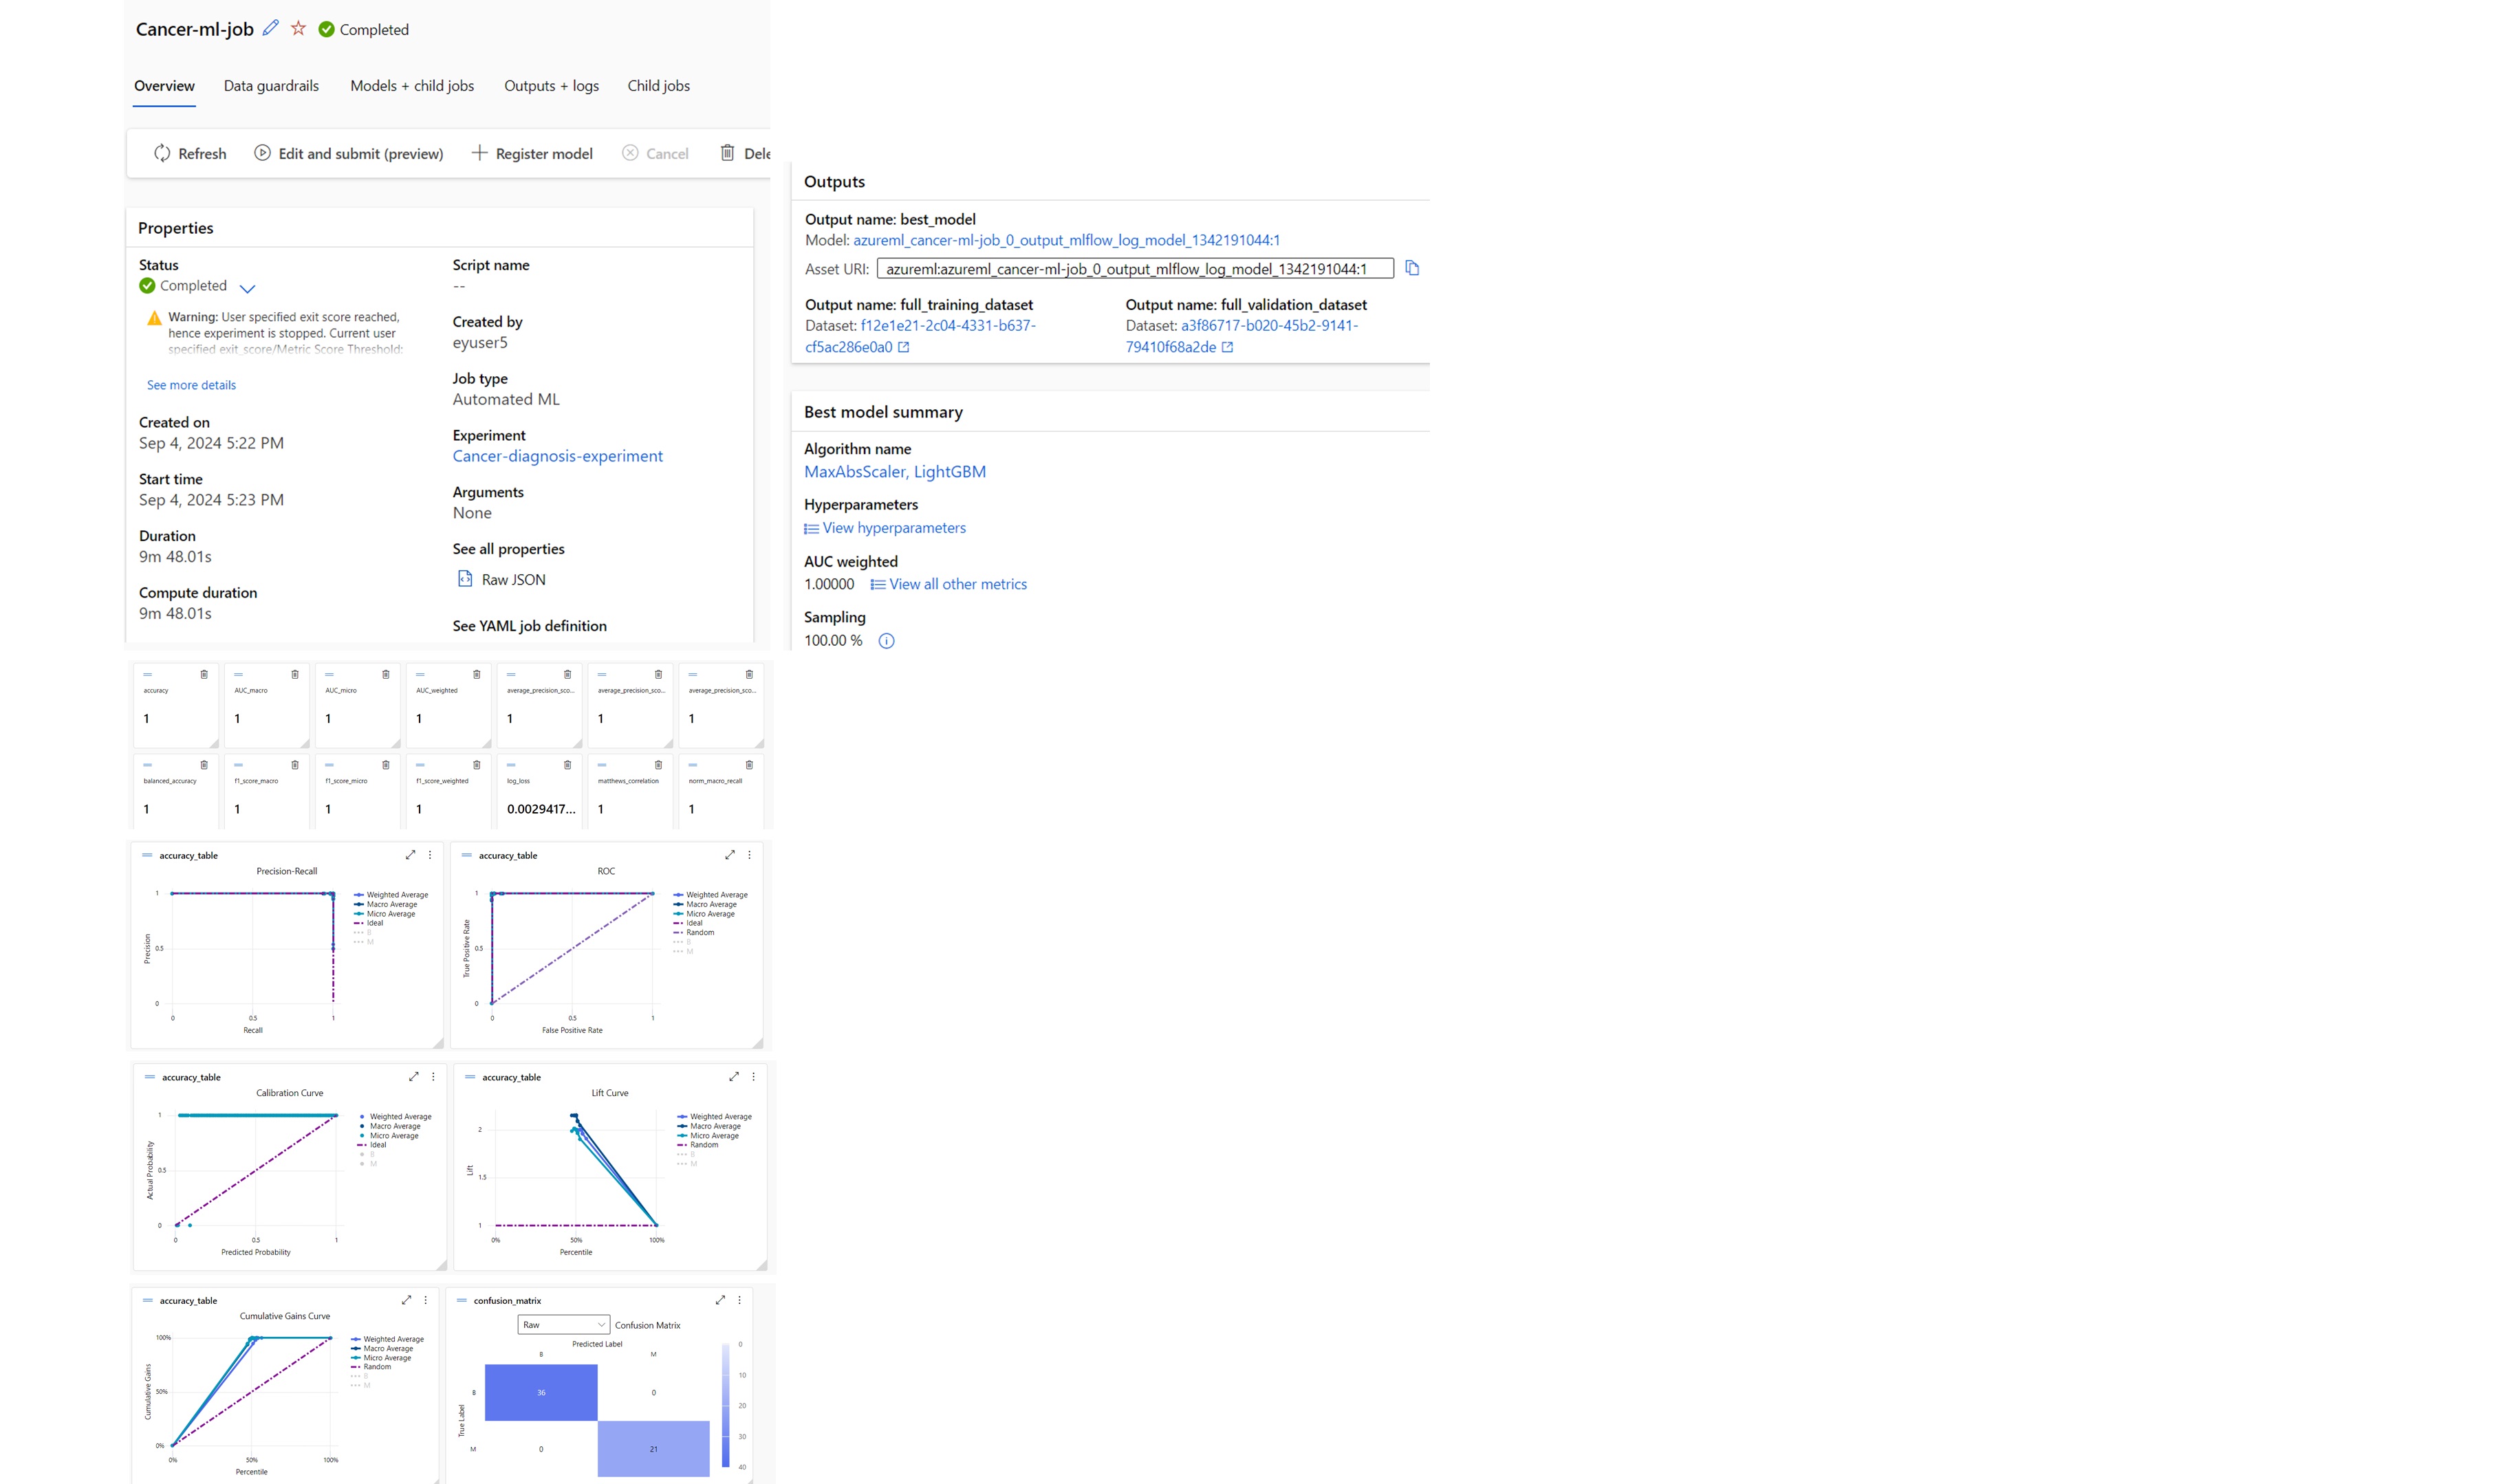 Cancer-ml-job Completed
Overview Data guardrails Models + child jobs Outputs + logs Child jobs
Refresh Edit and submit (preview) Register model Cancel Dele
Properties
Status
Completed
Warning: User specified exit score reached,
hence experiment is stopped. Current user
specified exit_score/Metric Score Threshold:
See more details
Created on
Sep 4, 2024 5:22 PM
Start time
Sep 4, 2024 5:23 PM
Duration
9m 48.01s
Compute duration
9m 48.01s
Script name
--
Created by
eyuser5
Job type
Automated ML
Experiment
Cancer-diagnosis-experiment
Arguments
None
See all properties
Raw JSON
See YAML job definition
Outputs
Output name: best_model
Model: azureml_cancer-ml-job_0_output_mlflow_log_model_1342191044:1
Asset URI: azureml:azureml_cancer-ml-job_0_output_mlflow_log_model_1342191044:1
Output name: full_training_dataset
Dataset: f12e1e21-2c04-4331-b637-
cf5ac286e0a0
Output name: full_validation_dataset
Dataset: a3f86717-b020-45b2-9141-
79410f68a2de
Best model summary
Algorithm name
MaxAbsScaler, LightGBM
Hyperparameters
View hyperparameters
AUC weighted
1.00000 View all other metrics
Sampling
100.00 %
accuracy AUC_macro AUC_micro AUC_weighted average_precision_sco... average_precision_sco... average_precision_sco...
1 1 1 1 1 1 1
balanced_accuracy f1_score_macro f1_score_micro f1_score_weighted log_loss matthews_correlation norm_macro_recall
1 1 1 1 0.0029417... 1 1
accuracy_table
Precision-Recall
1
0.5
0
Precision
0 0.5 1
Recall
Weighted Average
Macro Average
Micro Average
Ideal
B
M
accuracy_table
ROC
1
0.5
0
True Positive Rate
0 0.5 1
False Positive Rate
Weighted Average
Macro Average
Micro Average
Ideal
Random
B
M
accuracy_table
Calibration Curve
1
0.5
0
Actual Probability
0 0.5 1
Predicted Probability
Weighted Average
Macro Average
Micro Average
Ideal
B
M
accuracy_table
Lift Curve
2
1.5
1
Lift
0% 50% 100%
Percentile
Weighted Average
Macro Average
Micro Average
Random
B
M
accuracy_table
Cumulative Gains Curve
100%
50%
0%
Cumulative Gains
0% 50% 100%
Percentile
Weighted Average
Macro Average
Micro Average
Random
B
M
confusion_matrix
Raw Confusion Matrix
Predicted Label
B M
True Label
B 36 0
M 0 21
0
10
20
30
40